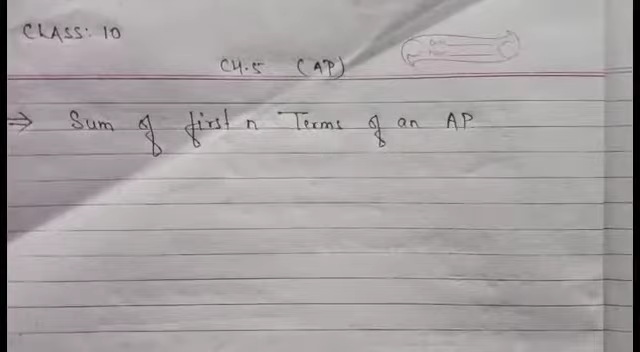 CLASS: 10
CH.5 (AP)
⇒ Sum of first n Terms of an AP